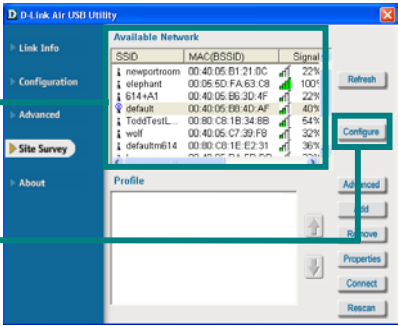 D-Link Air USB Utility
Link Info
Configuration
Advanced
Site Survey
About
Available Network
SSID MAC(BSSID) Signal
newportroom 00:40:05:B1:21:0C 22%
elephant 00:05:5D:FA:63:C8 100%
614+A1 00:40:05:B6:3D:4F 22%
default 00:40:05:B8:4D:AF 40%
ToddTestL... 00:80:C8:1B:34:8B 54%
wolf 00:40:05:C7:39:F8 32%
defaultm614 00:80:C8:1E:E2:31 36%
Refresh
Configure
Profile
Advanced
Add
Remove
Properties
Connect
Rescan